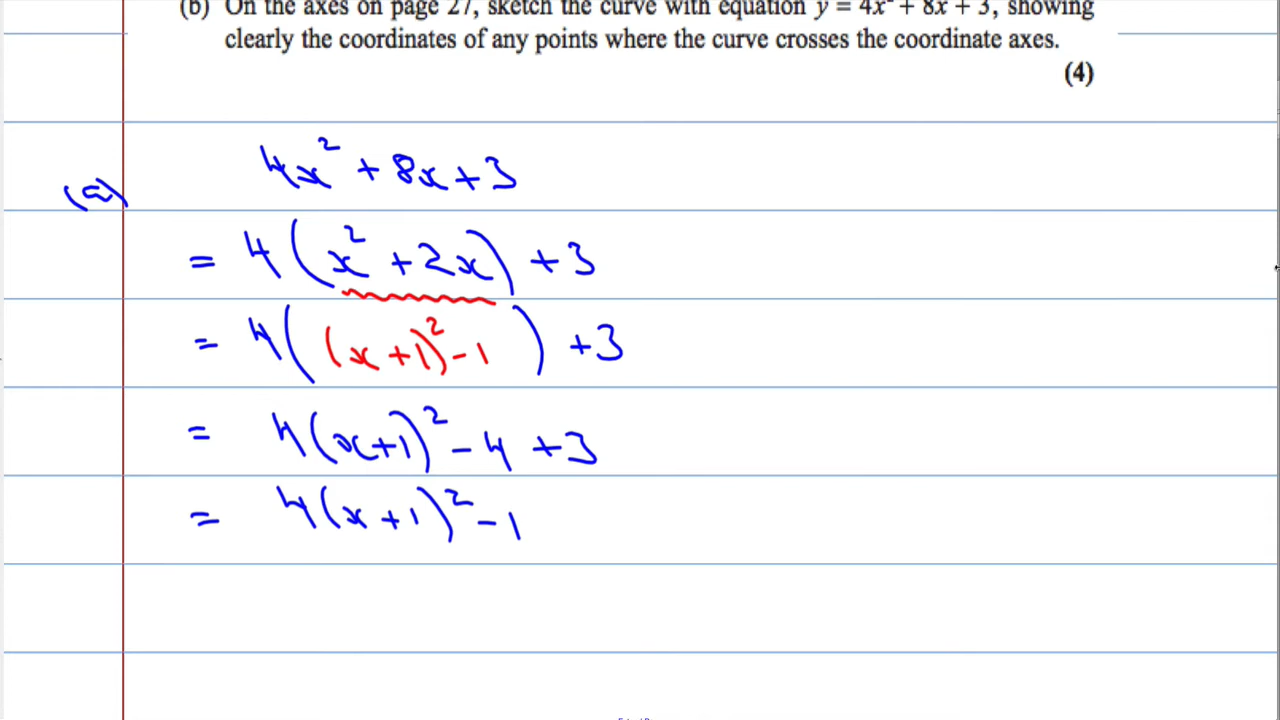 (b) On the axes on page 27, sketch the curve with equation y = 4x² + 8x + 3, showing
clearly the coordinates of any points where the curve crosses the coordinate axes.
(4)
(a) 4x² + 8x + 3
= 4(x² + 2x) + 3
= 4((x+1)² - 1) + 3
= 4(x+1)² - 4 + 3
= 4(x+1)² - 1